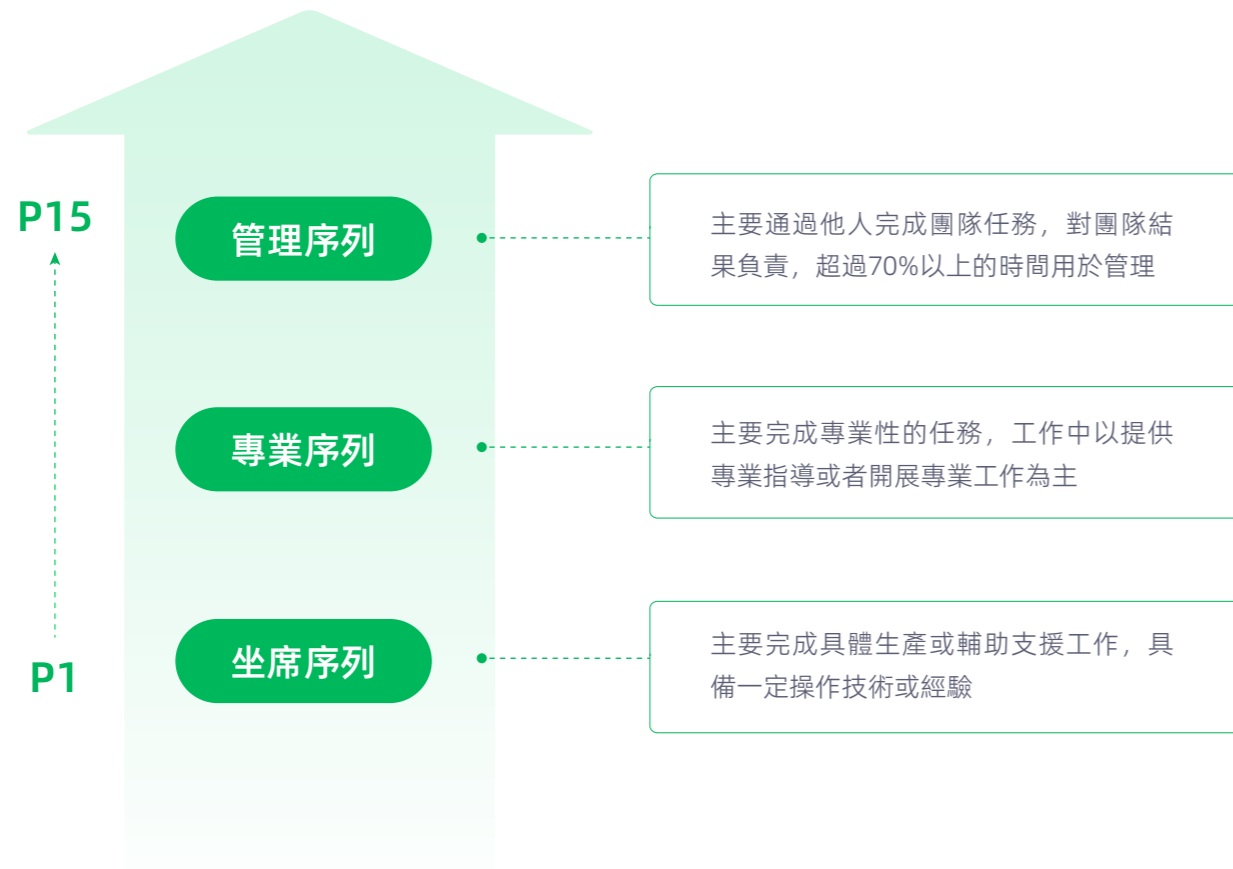 P15
管理序列
主要通過他人完成團隊任務，對團隊結
果負責，超過70%以上的時間用於管理
專業序列
主要完成專業性的任務，工作中以提供
專業指導或者開展專業工作為主
P1
坐席序列
主要完成具體生產或輔助支援工作，具
備一定操作技術或經驗